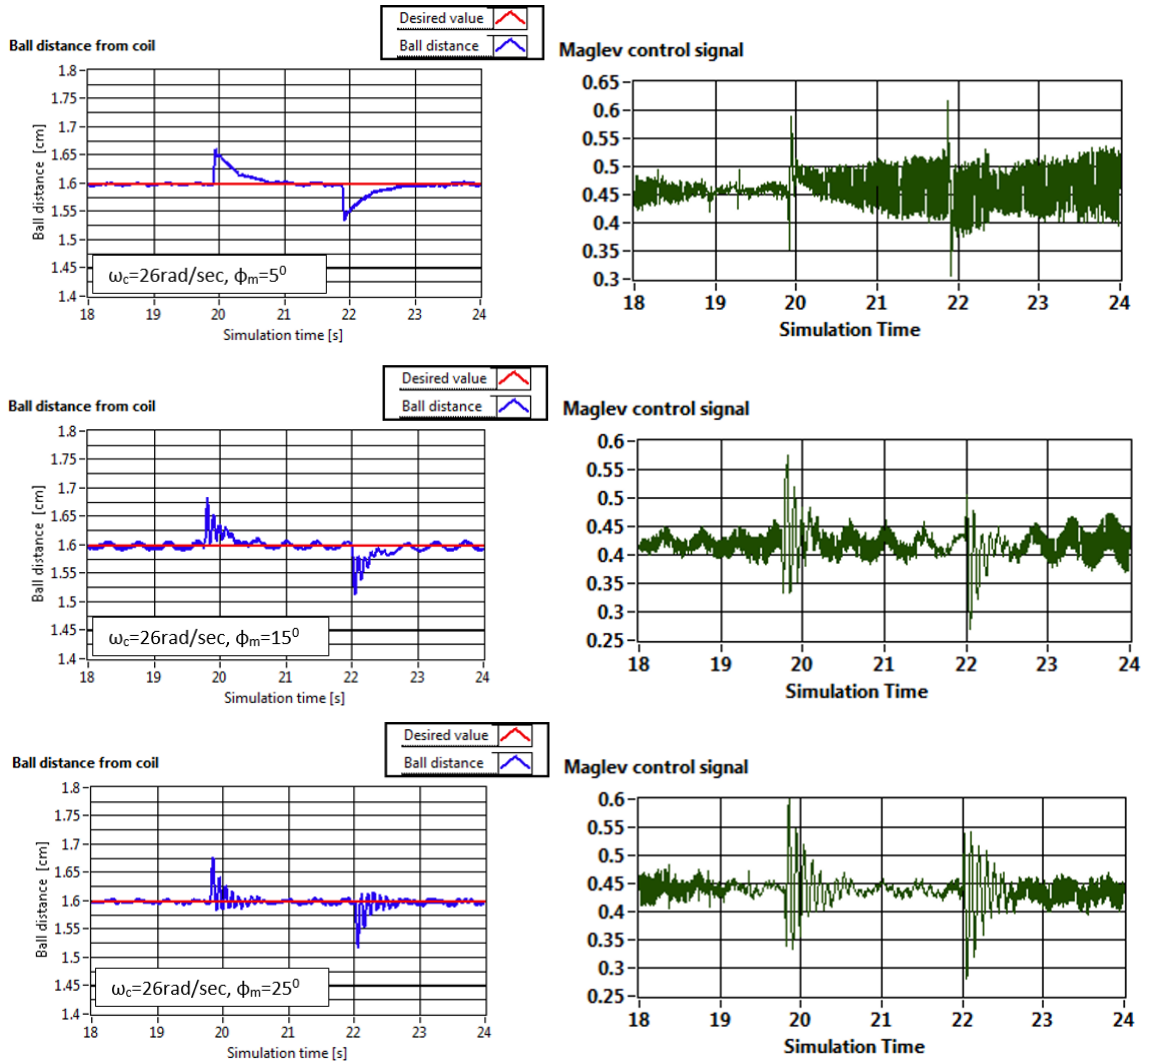 Desired value
Ball distance
Ball distance from coil
Ball distance [cm]
1.8
1.75
1.7
1.65
1.6
1.55
1.5
1.45
1.4
ωc=26rad/sec, ϕm=5⁰
18 19 20 21 22 23 24
Simulation time [s]
Maglev control signal
0.65
0.6
0.55
0.5
0.45
0.4
0.35
0.3
18 19 20 21 22 23 24
Simulation Time
Desired value
Ball distance
Ball distance from coil
Ball distance [cm]
1.8
1.75
1.7
1.65
1.6
1.55
1.5
1.45
1.4
ωc=26rad/sec, ϕm=15⁰
18 19 20 21 22 23 24
Simulation time [s]
Maglev control signal
0.6
0.55
0.5
0.45
0.4
0.35
0.3
0.25
18 19 20 21 22 23 24
Simulation Time
Desired value
Ball distance
Ball distance from coil
Ball distance [cm]
1.8
1.75
1.7
1.65
1.6
1.55
1.5
1.45
1.4
ωc=26rad/sec, ϕm=25⁰
18 19 20 21 22 23 24
Simulation time [s]
Maglev control signal
0.6
0.55
0.5
0.45
0.4
0.35
0.3
0.25
18 19 20 21 22 23 24
Simulation Time